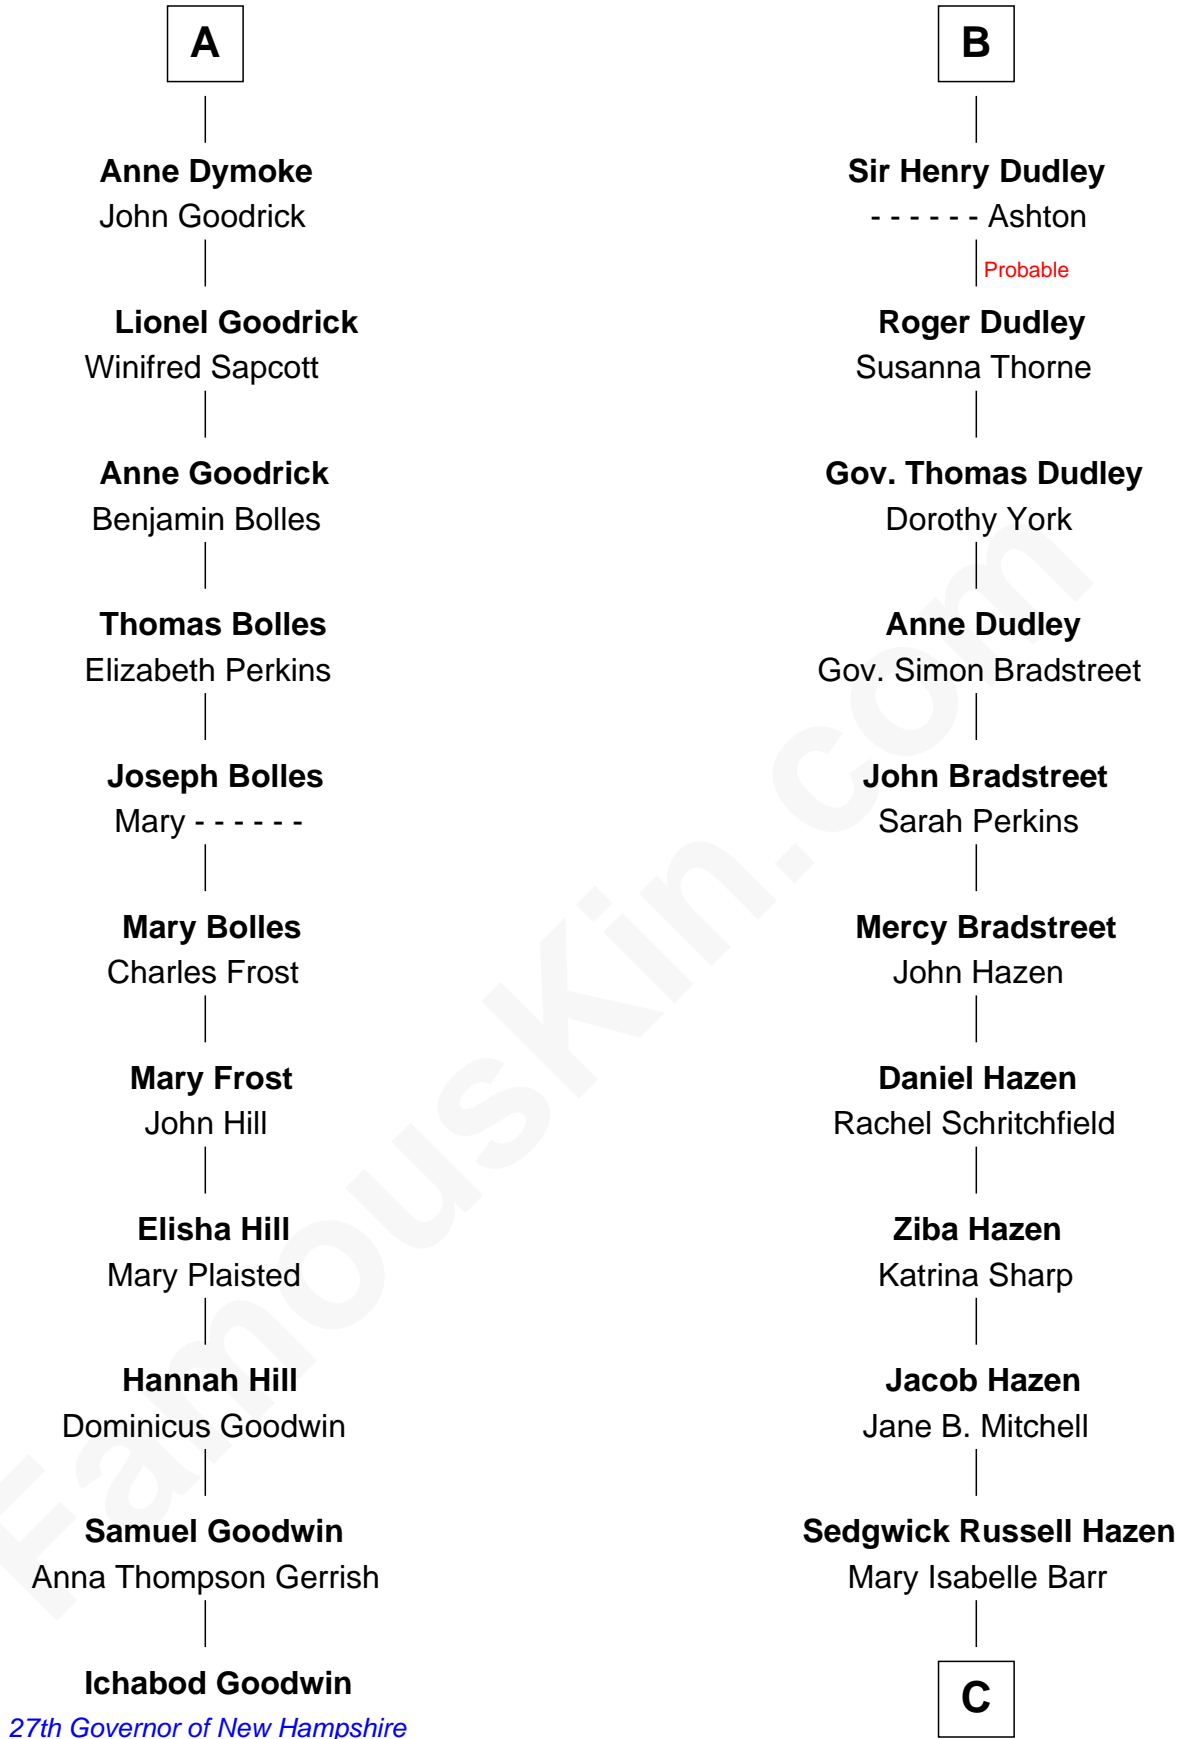 A
Anne Dymoke
John Goodrick
Lionel Goodrick
Winifred Sapcott
Anne Goodrick
Benjamin Bolles
Thomas Bolles
Elizabeth Perkins
Joseph Bolles
Mary - - - - - -
Mary Bolles
Charles Frost
Mary Frost
John Hill
Elisha Hill
Mary Plaisted
Hannah Hill
Dominicus Goodwin
Samuel Goodwin
Anna Thompson Gerrish
Ichabod Goodwin
27th Governor of New Hampshire
B
Sir Henry Dudley
- - - - - - Ashton
Probable
Roger Dudley
Susanna Thorne
Gov. Thomas Dudley
Dorothy York
Anne Dudley
Gov. Simon Bradstreet
John Bradstreet
Sarah Perkins
Mercy Bradstreet
John Hazen
Daniel Hazen
Rachel Schritchfield
Ziba Hazen
Katrina Sharp
Jacob Hazen
Jane B. Mitchell
Sedgwick Russell Hazen
Mary Isabelle Barr
C
FamousKin.com